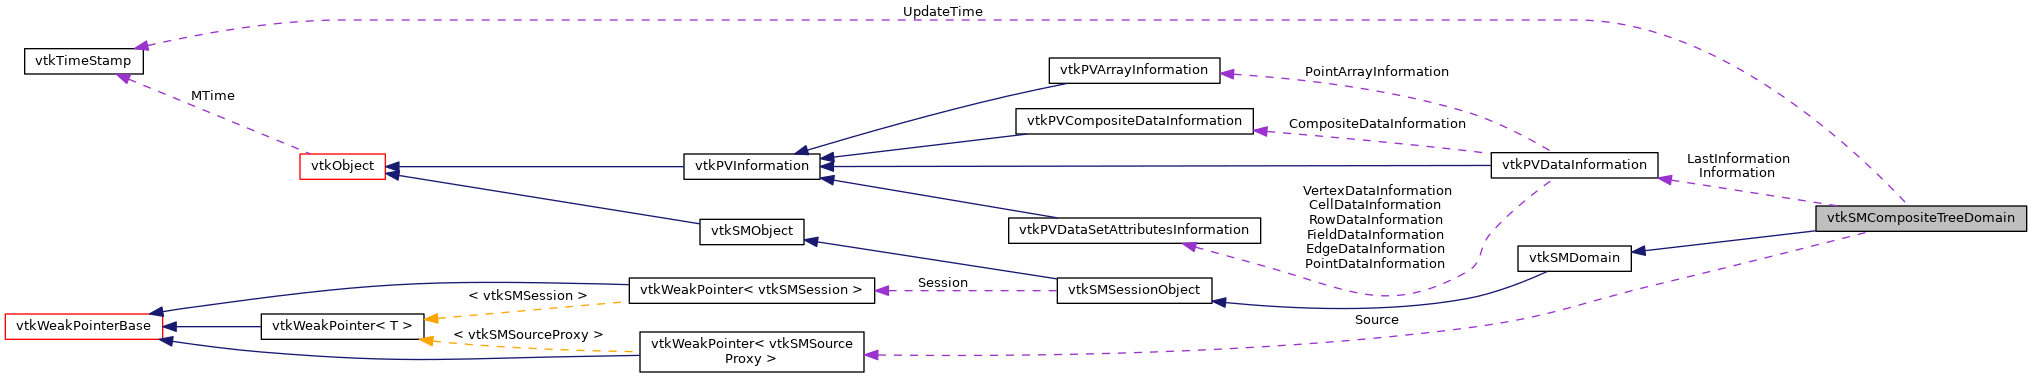 UpdateTime
vtkTimeStamp
vtkPVArrayInformation
PointArrayInformation
MTime
vtkPVCompositeDataInformation
CompositeDataInformation
vtkObject
vtkPVInformation
vtkPVDataInformation
LastInformation
Information
VertexDataInformation
CellDataInformation
RowDataInformation
FieldDataInformation
EdgeDataInformation
PointDataInformation
vtkSMCompositeTreeDomain
vtkSMObject
vtkPVDataSetAttributesInformation
vtkSMDomain
vtkWeakPointer< vtkSMSession >
Session
vtkSMSessionObject
< vtkSMSession >
vtkWeakPointerBase
vtkWeakPointer< T >
< vtkSMSourceProxy >
Source
vtkWeakPointer< vtkSMSource
Proxy >